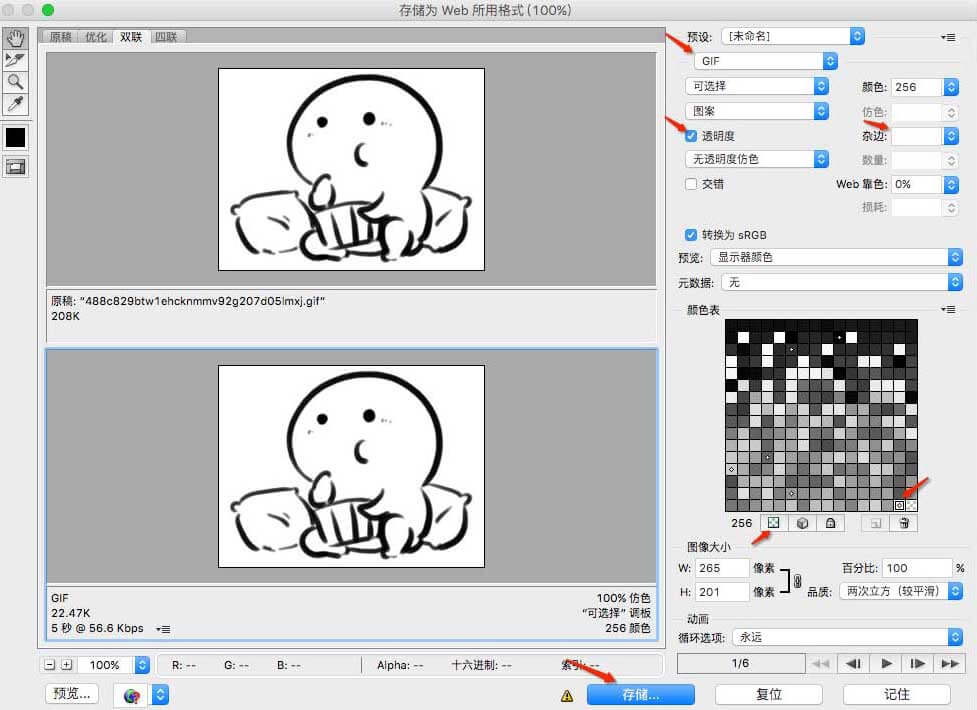 存储为 Web 所用格式 (100%)
原稿 优化 双联 四联
预设: [未命名]
GIF
可选择 颜色: 256
图案 仿色:
透明度 杂边:
无透明度仿色 数量:
交错 Web 靠色: 0%
损耗:
转换为 sRGB
预览: 显示器颜色
元数据: 无
颜色表
原稿: "488c829btw1ehcknmmv92g207d05lmxj.gif"
208K
256
图像大小
W: 265 像素 百分比: 100 %
H: 201 像素 品质: 两次立方（较平滑）
动画
循环选项: 永远
1/6
GIF 100% 仿色
22.47K “可选择” 调板
5 秒 @ 56.6 Kbps 256 颜色
100% R: -- G: -- B: -- Alpha: -- 十六进制: -- 索引: --
预览... 存储... 复位 记住